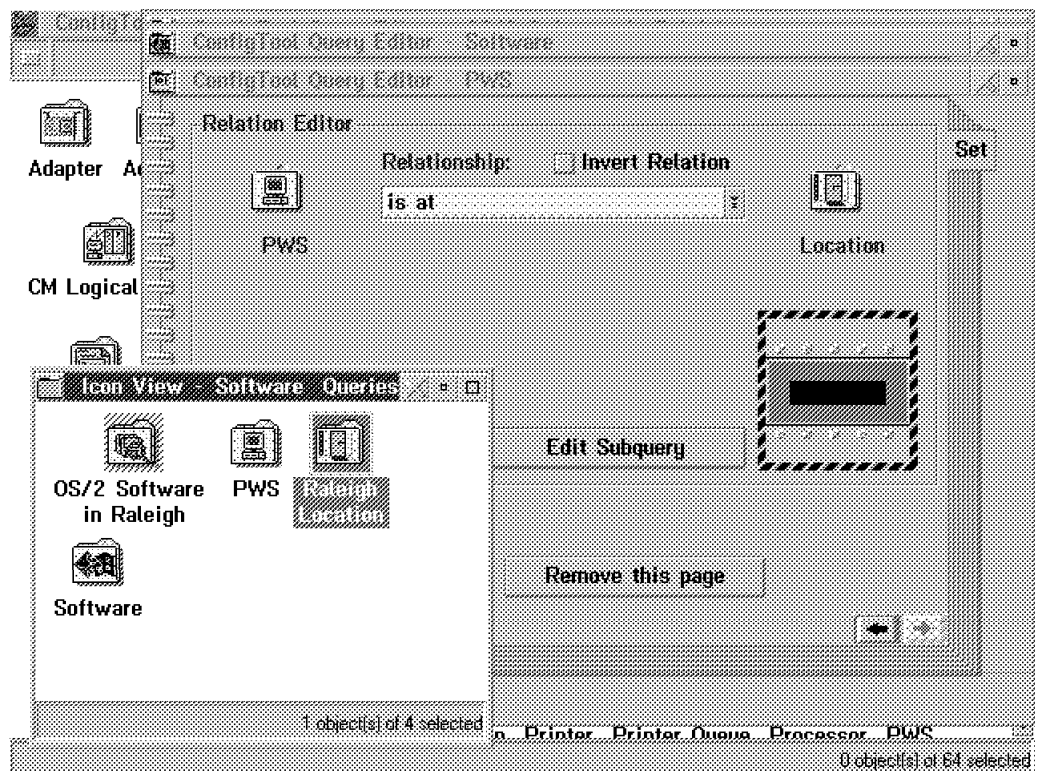 ConfigTool Query Editor Software
ConfigTool Query Editor PWS
Relation Editor
Set
Adapter
Relationship:
Invert Relation
is at
PWS
Location
CM Logical
Icon View - Software Queries
Edit Subquery
OS/2 Software
in Raleigh
PWS
Raleigh
Location
Software
Remove this page
1 object(s) of 4 selected
Printer Printer Queue Processor PWS
0 object(s) of 64 selected